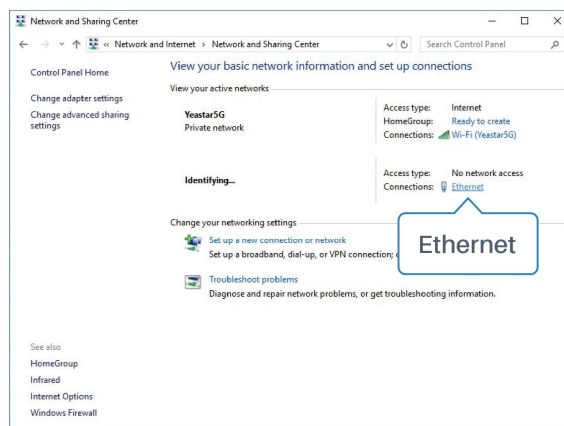 Network and Sharing Center
« Network and Internet › Network and Sharing Center
Search Control Panel
Control Panel Home
Change adapter settings
Change advanced sharing
settings
View your basic network information and set up connections
View your active networks
Yeastar5G
Private network
Access type: Internet
HomeGroup: Ready to create
Connections: Wi-Fi (Yeastar5G)
Identifying...
Access type: No network access
Connections: Ethernet
Ethernet
Change your networking settings
Set up a new connection or network
Set up a broadband, dial-up, or VPN connection;
Troubleshoot problems
Diagnose and repair network problems, or get troubleshooting information.
See also
HomeGroup
Infrared
Internet Options
Windows Firewall